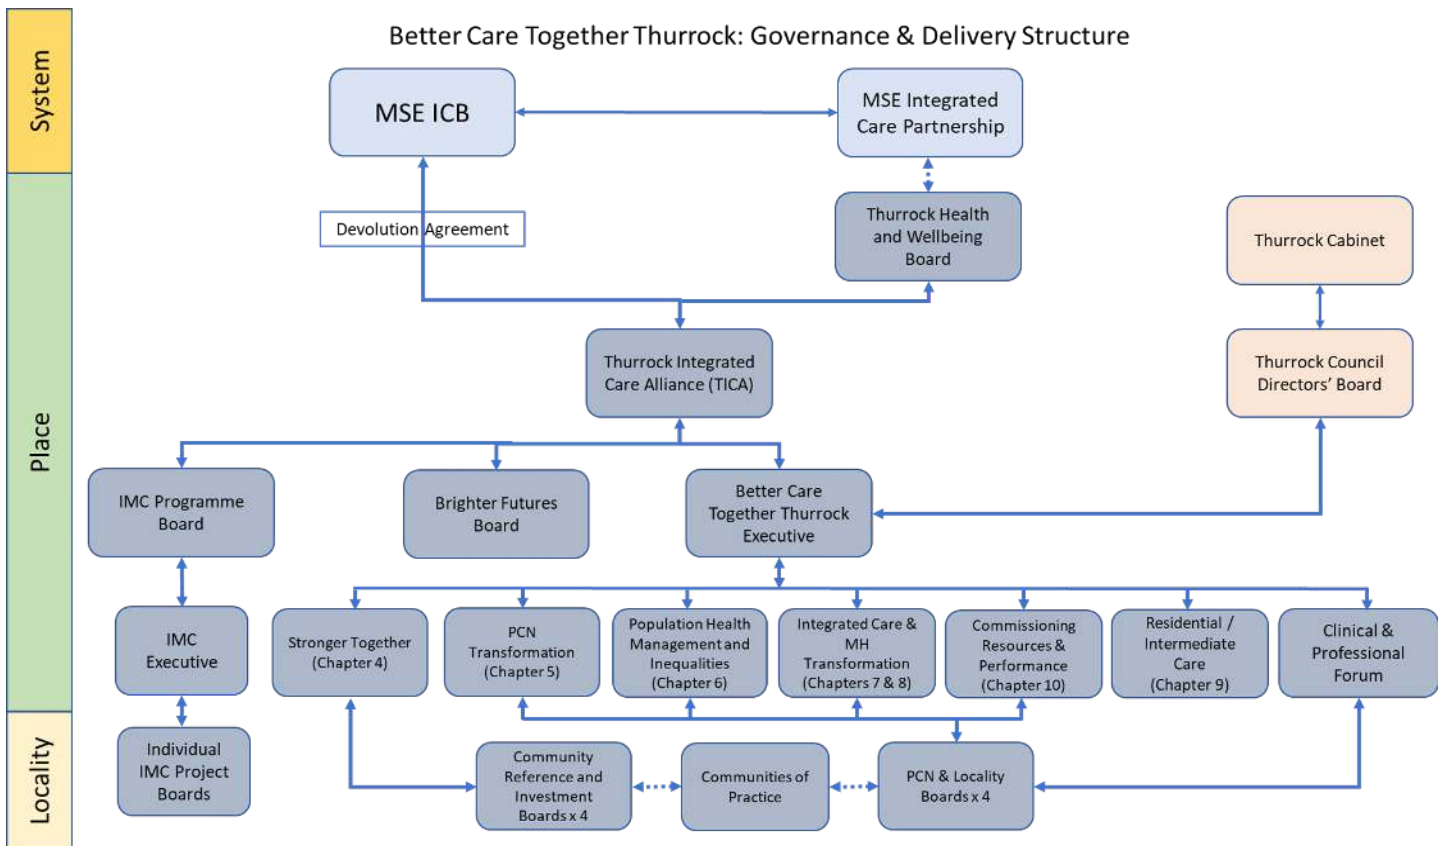 Better Care Together Thurrock: Governance & Delivery Structure
System
MSE ICB
MSE Integrated
Care Partnership
Place
Devolution Agreement
Thurrock Health
and Wellbeing
Board
Thurrock Cabinet
Thurrock Integrated
Care Alliance (TICA)
Thurrock Council
Directors’ Board
IMC Programme
Board
Brighter Futures
Board
Better Care
Together Thurrock
Executive
IMC
Executive
Stronger Together
(Chapter 4)
PCN
Transformation
(Chapter 5)
Population Health
Management and
Inequalities
(Chapter 6)
Integrated Care &
MH
Transformation
(Chapters 7 & 8)
Commissioning
Resources &
Performance
(Chapter 10)
Residential /
Intermediate
Care
(Chapter 9)
Clinical &
Professional
Forum
Locality
Individual
IMC Project
Boards
Community
Reference and
Investment
Boards x 4
Communities of
Practice
PCN & Locality
Boards x 4